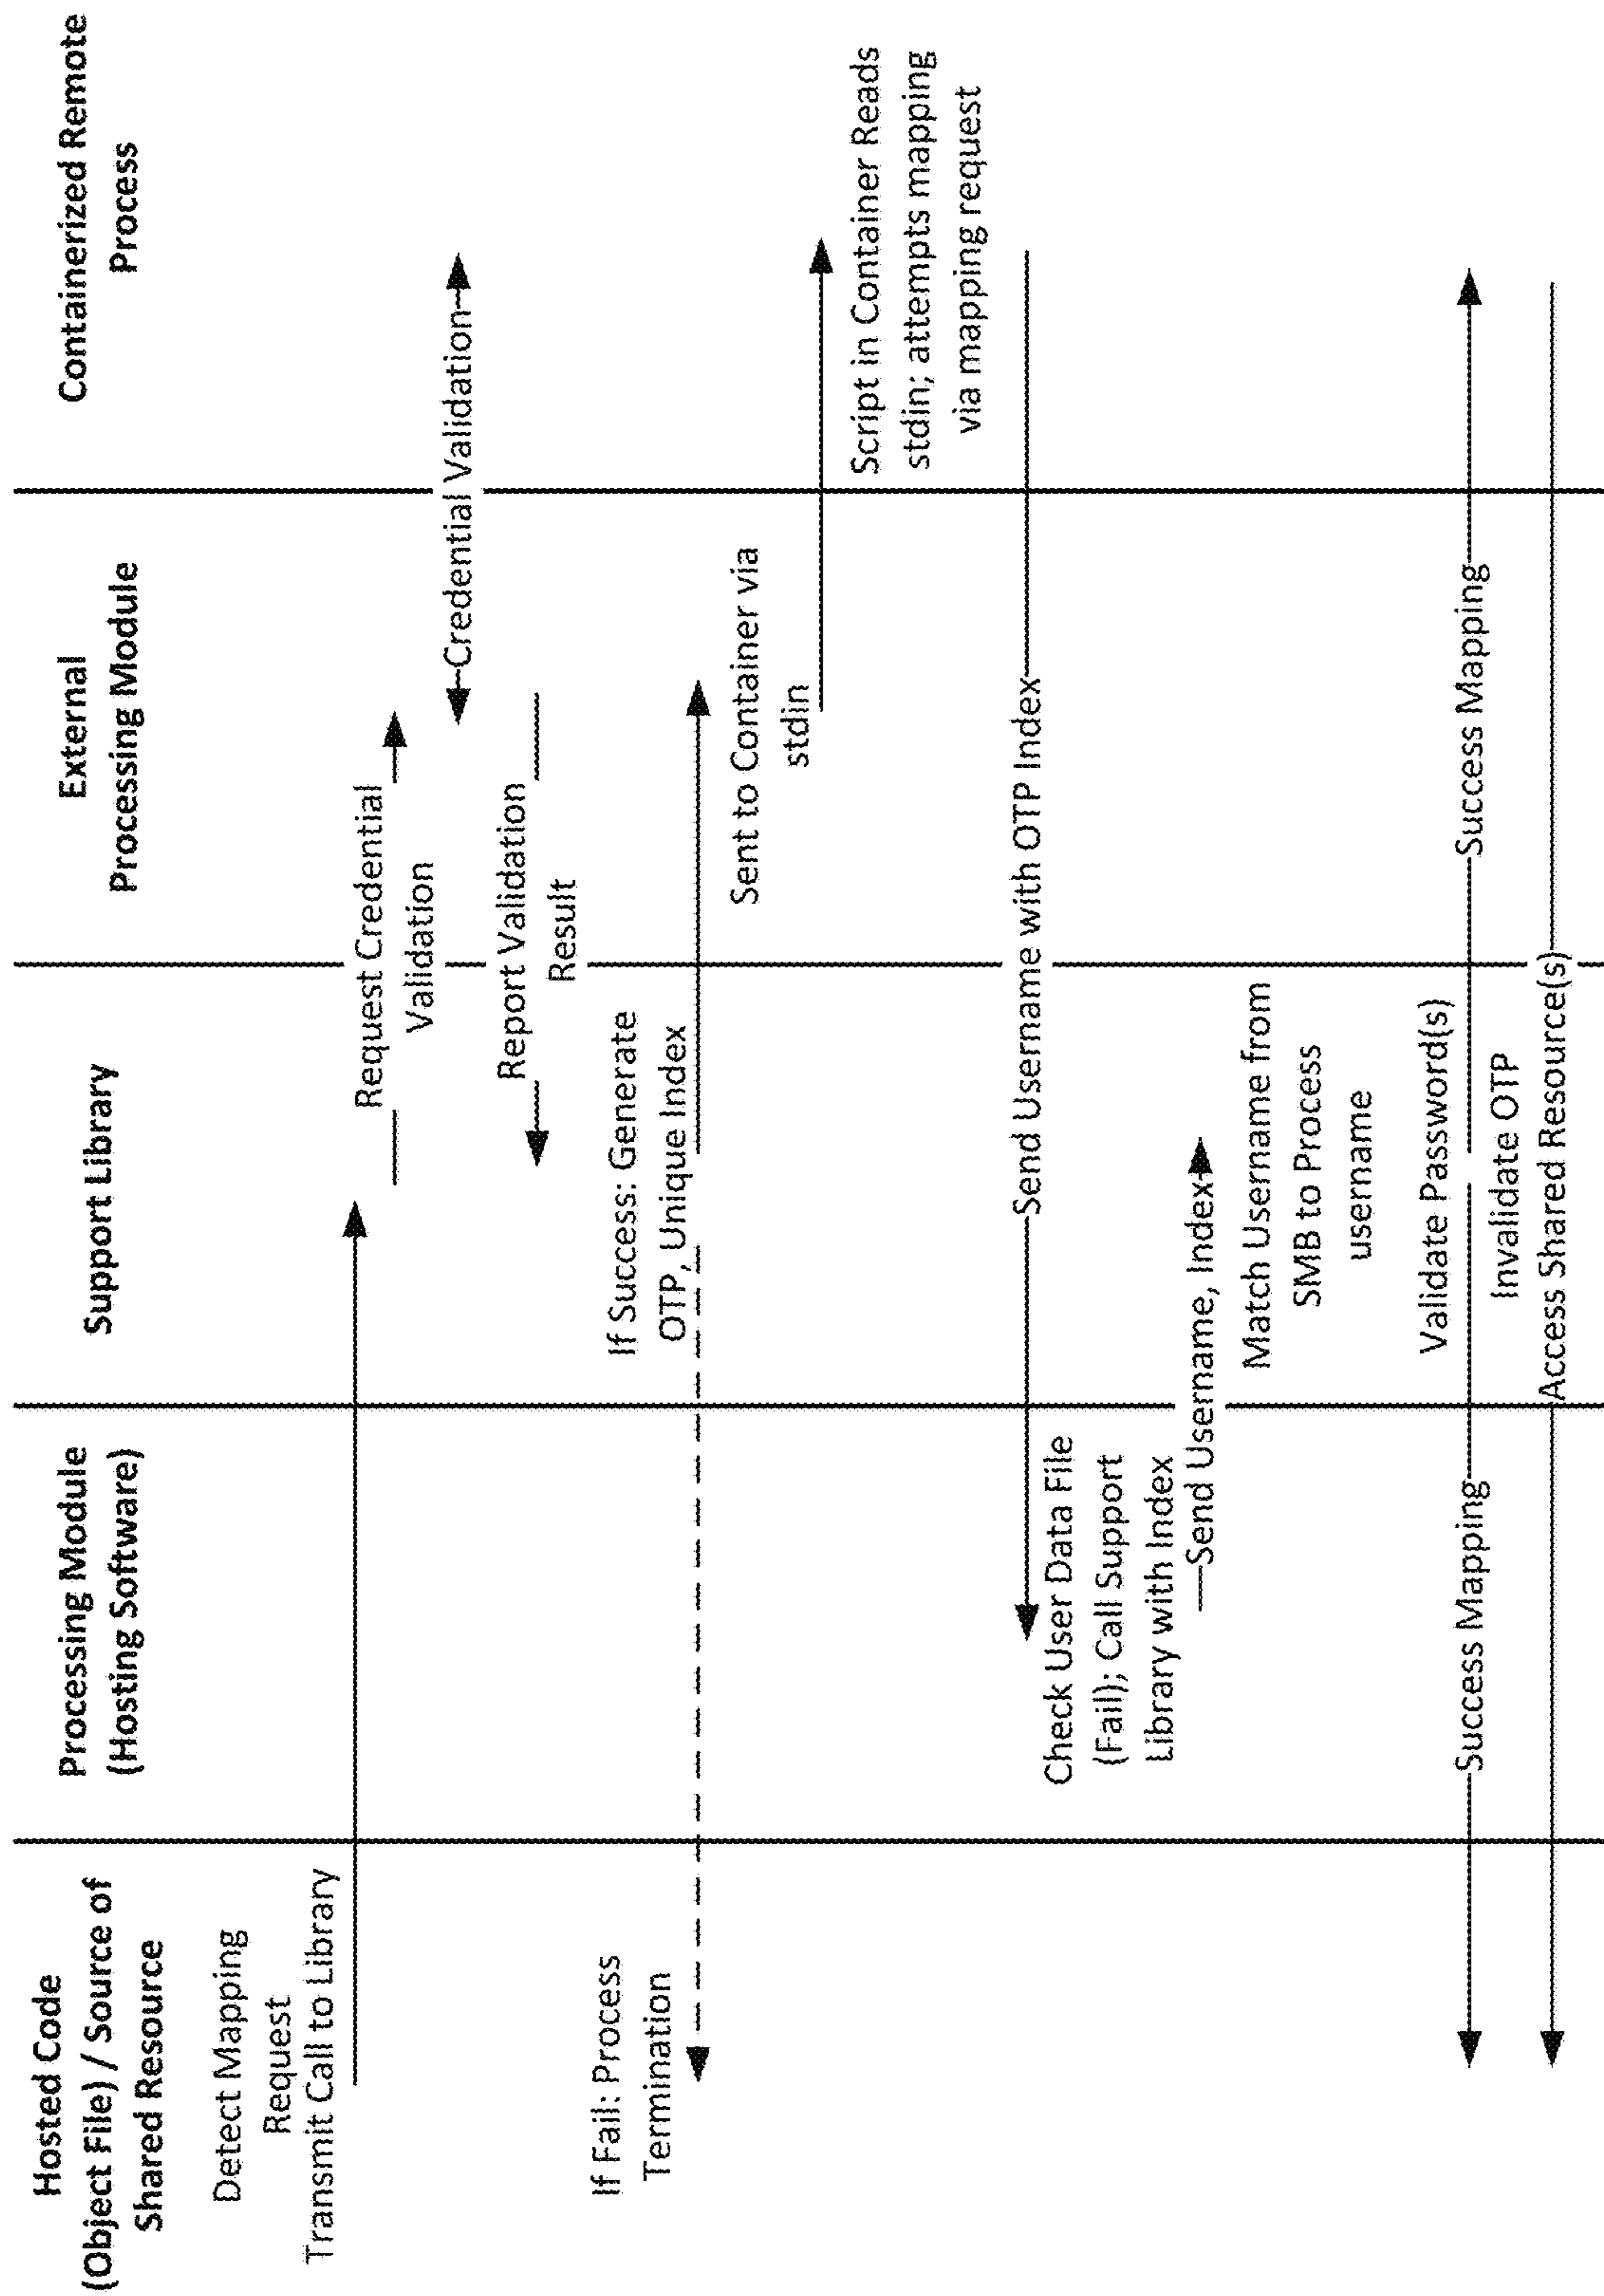 Hosted Code
(Object File) / Source of
Shared Resource
Processing Module
(Hosting Software)
Support Library
External
Processing Module
Containerized Remote
Process
Detect Mapping
Request
Transmit Call to Library
Request Credential
Validation
Credential Validation
Report Validation
Result
If Fail: Process
Termination
If Success: Generate
OTP, Unique Index
Sent to Container via
stdin
Script in Container Reads
stdin; attempts mapping
via mapping request
Send Username with OTP Index
Check User Data File
(Fail); Call Support
Library with Index
Send Username, Index
Match Username from
SMB to Process
username
Validate Password(s)
Success Mapping
Success Mapping
Invalidate OTP
Access Shared Resource(s)